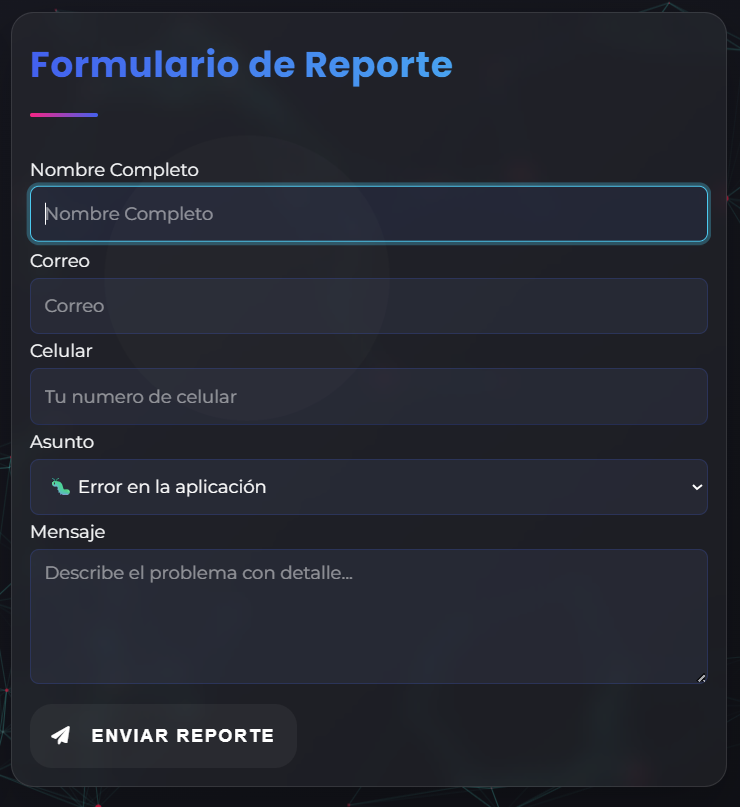 Formulario de Reporte
Nombre Completo
Nombre Completo
Correo
Correo
Celular
Tu numero de celular
Asunto
🐛 Error en la aplicación
Mensaje
Describe el problema con detalle...
ENVIAR REPORTE